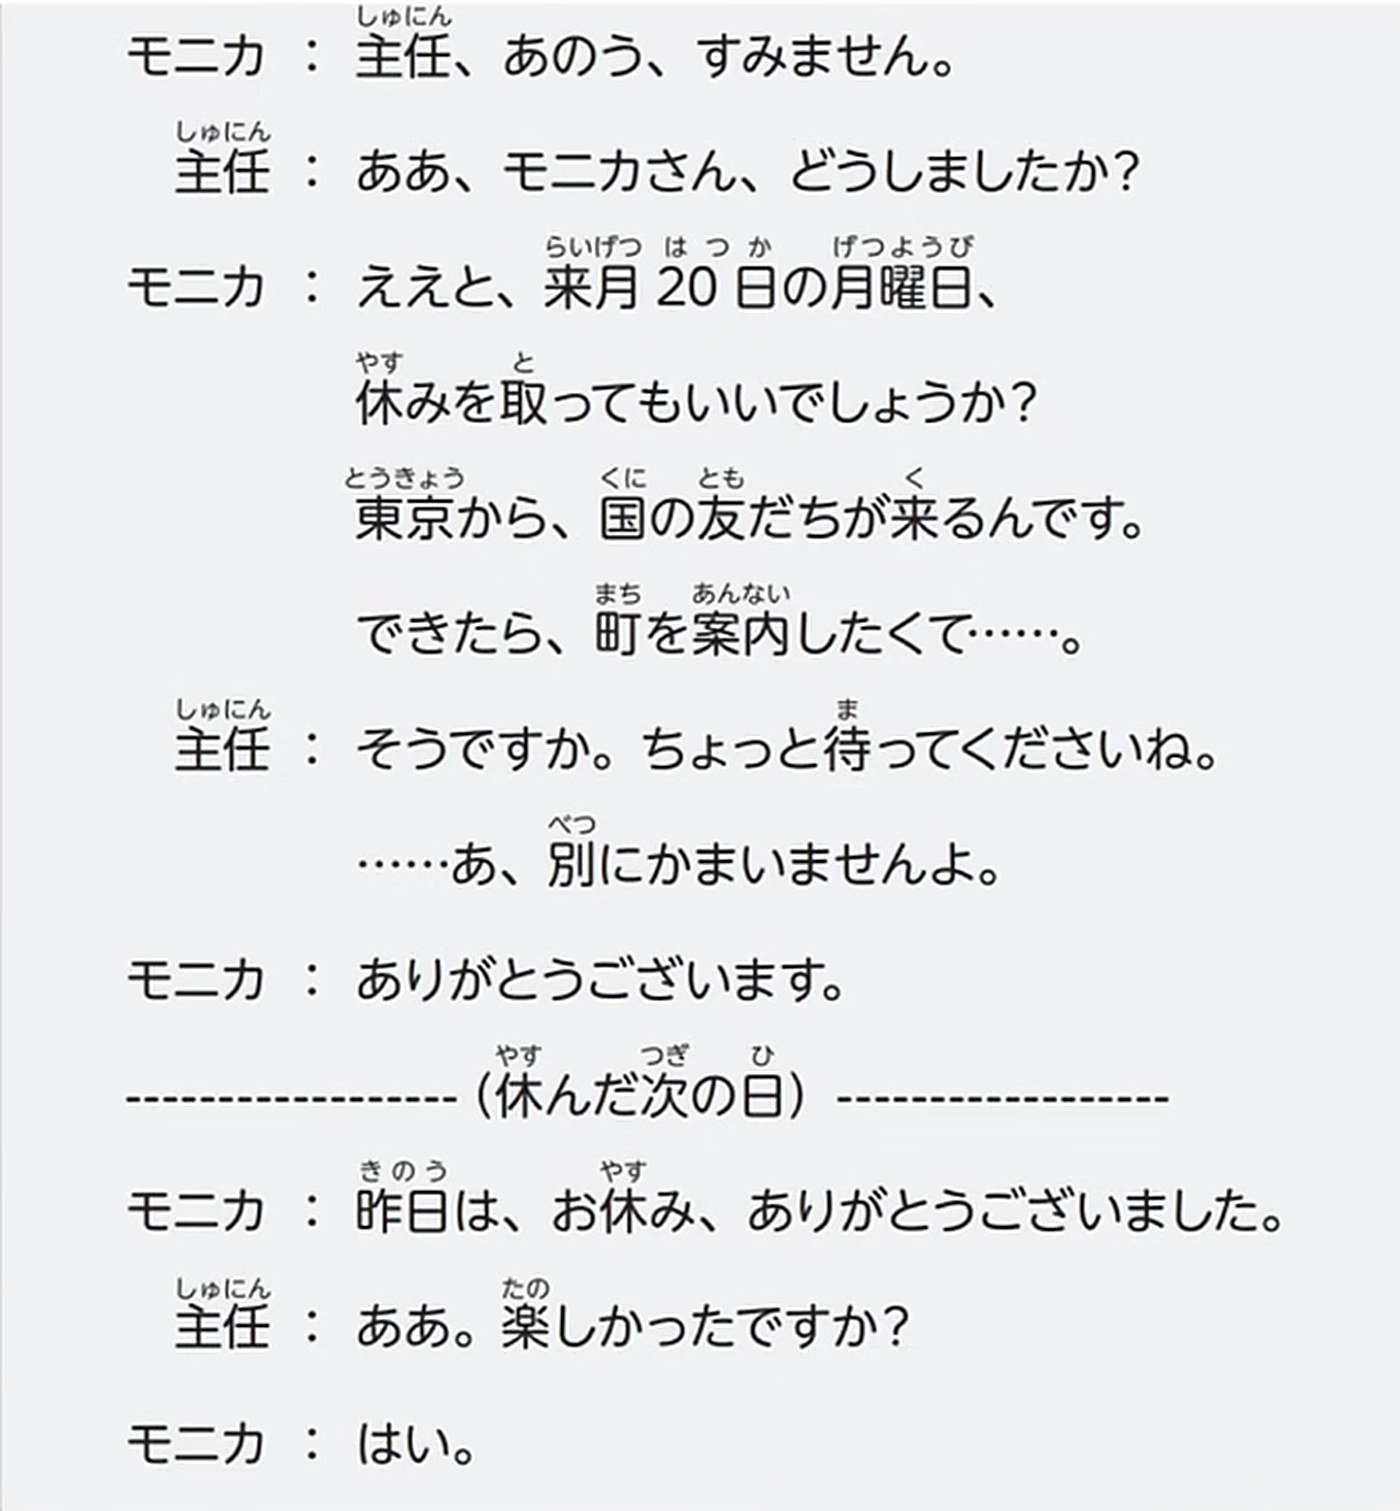 モニカ ： 主任、あのう、すみません。
主任 ： ああ、モニカさん、どうしましたか？
モニカ ： ええと、来月 20 日の月曜日、
休みを取ってもいいでしょうか？
東京から、国の友だちが来るんです。
できたら、町を案内したくて……。
主任 ： そうですか。ちょっと待ってくださいね。
……あ、別にかまいませんよ。
モニカ ： ありがとうございます。
------------------（休んだ次の日）------------------
モニカ ： 昨日は、お休み、ありがとうございました。
主任 ： ああ。楽しかったですか？
モニカ ： はい。